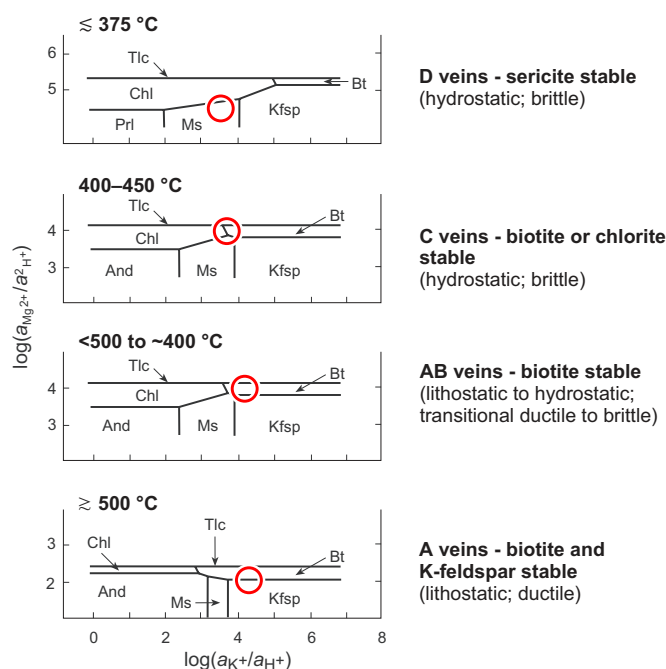 ≲ 375 °C
6
Tlc
5
Chl
Bt
Prl
Ms
Kfsp
D veins - sericite stable
(hydrostatic; brittle)
400–450 °C
Tlc
Bt
4
Chl
3
And
Ms
Kfsp
C veins - biotite or chlorite
stable
(hydrostatic; brittle)
log(aMg2+/a2H+)
<500 to ~400 °C
Tlc
Bt
4
Chl
3
And
Ms
Kfsp
AB veins - biotite stable
(lithostatic to hydrostatic;
transitional ductile to brittle)
≳ 500 °C
Tlc
3
Chl
Bt
2
And
Ms
Kfsp
A veins - biotite and
K-feldspar stable
(lithostatic; ductile)
0 2 4 6 8
log(aK+/aH+)